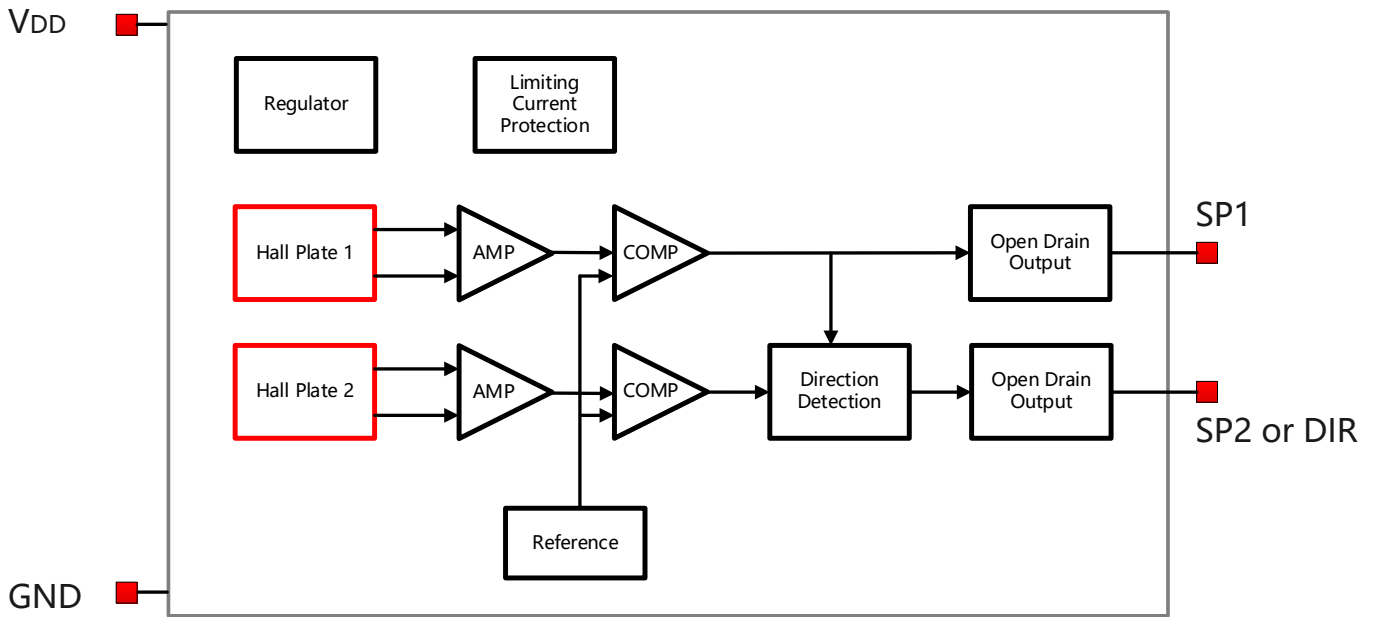 VDD
Regulator
Limiting
Current
Protection
Hall Plate 1
AMP
COMP
Open Drain
Output
SP1
Hall Plate 2
AMP
COMP
Direction
Detection
Open Drain
Output
SP2 or DIR
Reference
GND